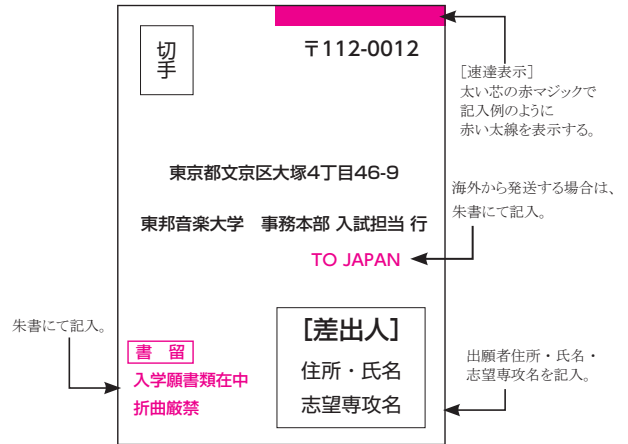 切手
〒112-0012
[速達表示]
太い芯の赤マジックで
記入例のように
赤い太線を表示する。
東京都文京区大塚4丁目46-9
海外から発送する場合は、
朱書にて記入。
東邦音楽大学　事務本部 入試担当 行
TO JAPAN
朱書にて記入。
書　留
入学願書類在中
折曲厳禁
[差出人]
住所・氏名
志望専攻名
出願者住所・氏名・
志望専攻名を記入。